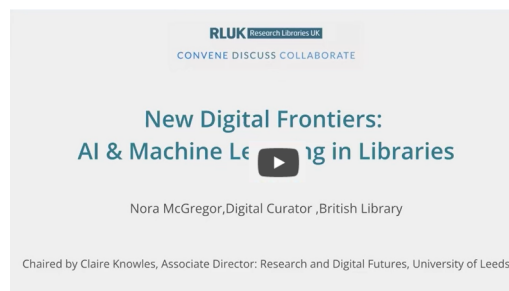 RLUK Research Libraries UK
CONVENE DISCUSS COLLABORATE
New Digital Frontiers:
AI & Machine Le ng in Libraries
Nora McGregor,Digital Curator ,British Library
Chaired by Claire Knowles, Associate Director: Research and Digital Futures, University of Leeds